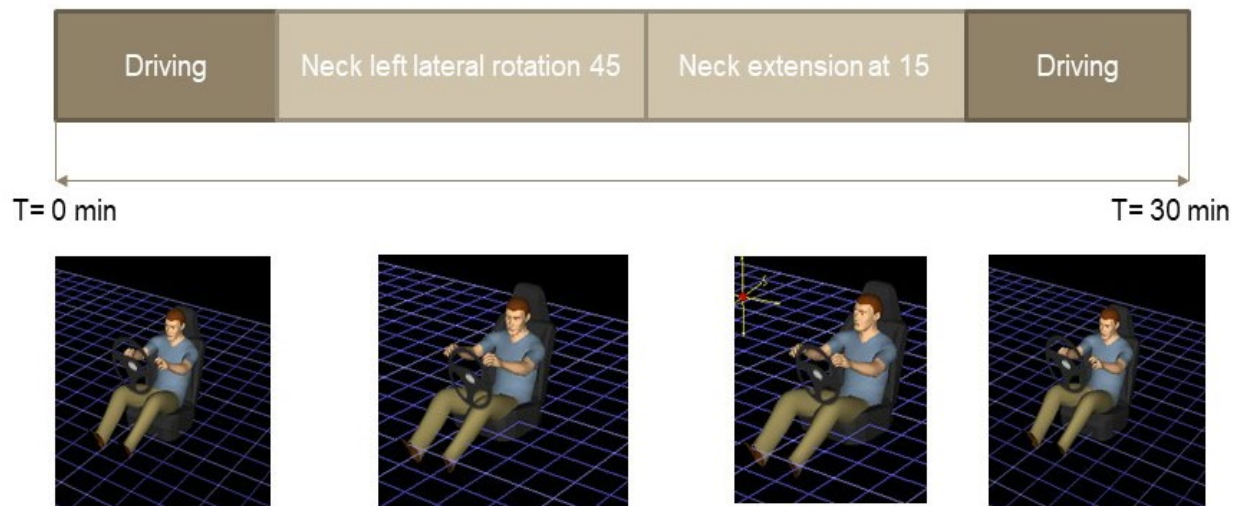 Driving
Neck left lateral rotation 45
Neck extension at 15
Driving
T= 0 min
T= 30 min